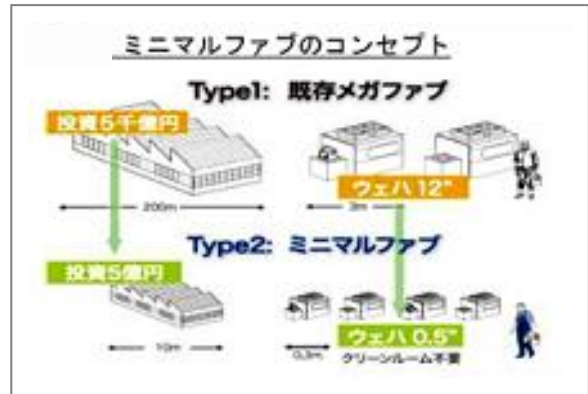 ミニマルファブのコンセプト
Type1: 既存メガファブ
投資5千億円
ウェハ 12"
200m
3m
Type2: ミニマルファブ
投資5億円
ウェハ 0.5"
10m
0.3m
クリーンルーム不要